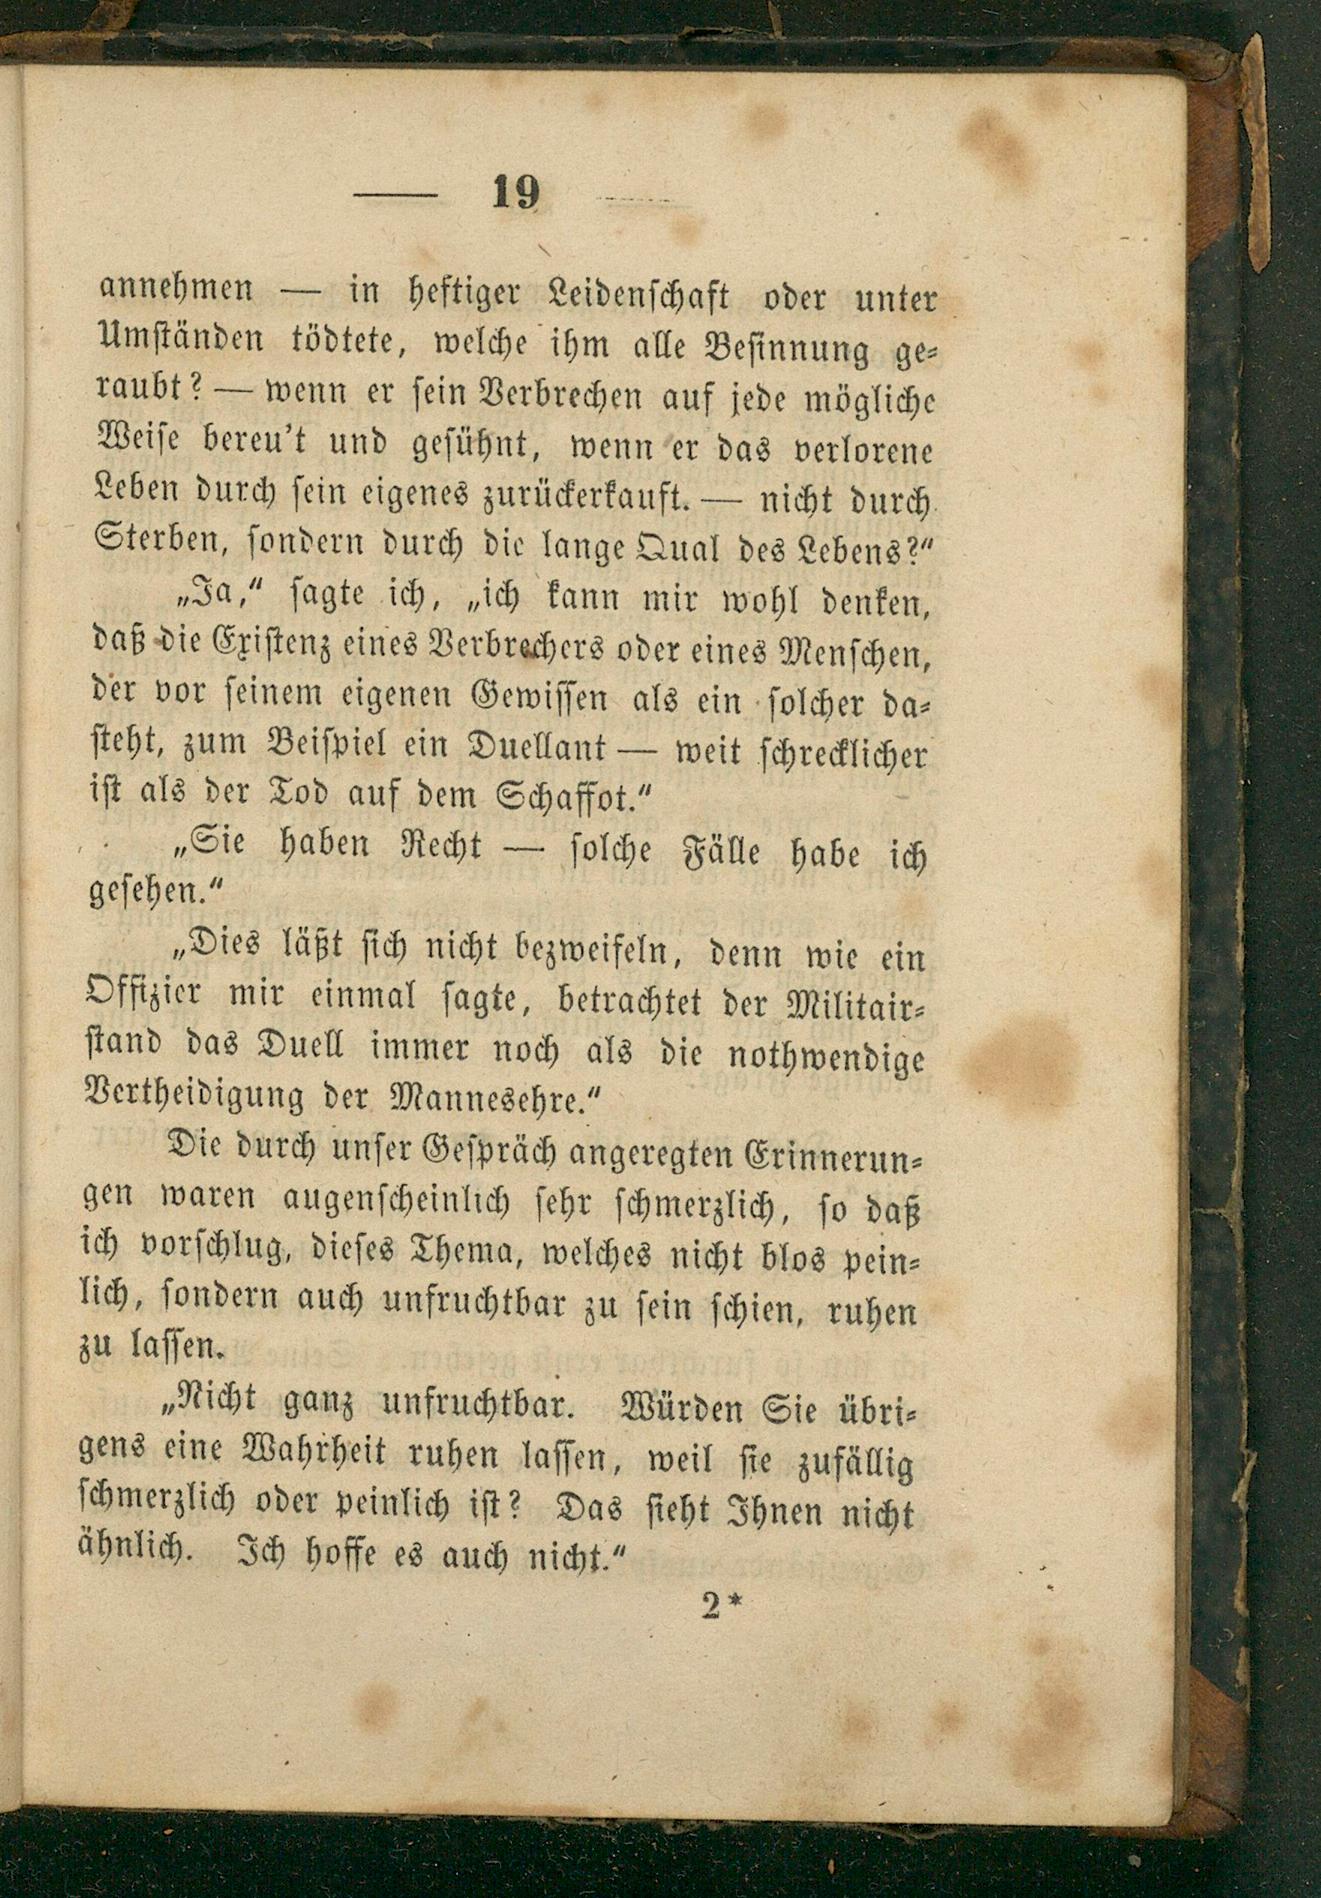 — 19 —
annehmen — in heftiger Leidenschaft oder unter
Umständen tödtete, welche ihm alle Besinnung ge-
raubt? — wenn er sein Verbrechen auf jede mögliche
Weise bereu't und gesühnt, wenn er das verlorene
Leben durch sein eigenes zurückerkauft. — nicht durch
Sterben, sondern durch die lange Qual des Lebens?“
„Ja,“ sagte ich, „ich kann mir wohl denken,
daß die Existenz eines Verbrechers oder eines Menschen,
der vor seinem eigenen Gewissen als ein solcher da-
steht, zum Beispiel ein Duellant — weit schrecklicher
ist als der Tod auf dem Schaffot.“
„Sie haben Recht — solche Fälle habe ich
gesehen.“
„Dies läßt sich nicht bezweifeln, denn wie ein
Offizier mir einmal sagte, betrachtet der Militair-
stand das Duell immer noch als die nothwendige
Vertheidigung der Mannesehre.“
Die durch unser Gespräch angeregten Erinnerun-
gen waren augenscheinlich sehr schmerzlich, so daß
ich vorschlug, dieses Thema, welches nicht blos pein-
lich, sondern auch unfruchtbar zu sein schien, ruhen
zu lassen.
„Nicht ganz unfruchtbar. Würden Sie übri-
gens eine Wahrheit ruhen lassen, weil sie zufällig
schmerzlich oder peinlich ist? Das sieht Ihnen nicht
ähnlich. Ich hoffe es auch nicht.“
2*